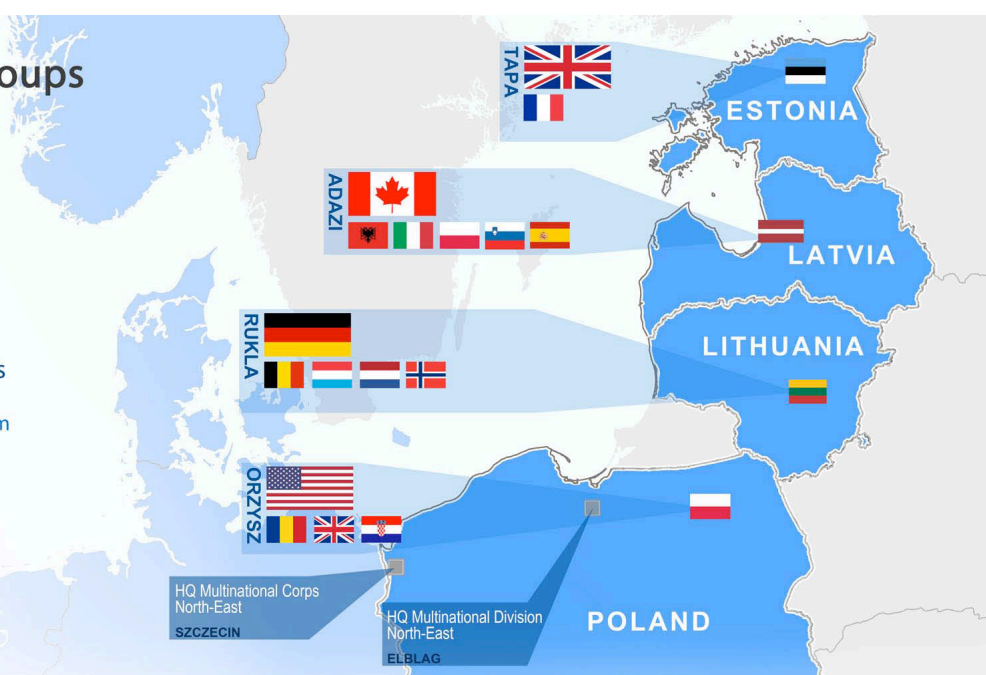 oups
TAPA
ESTONIA
ADAZI
LATVIA
RUKLA
LITHUANIA
s
m
ORZYSZ
HQ Multinational Corps
North-East
SZCZECIN
HQ Multinational Division
North-East
ELBLAG
POLAND